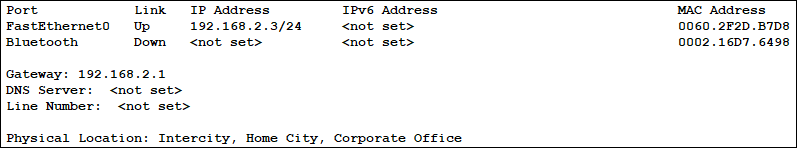 Port Link IP Address IPv6 Address MAC Address
FastEthernet0 Up 192.168.2.3/24 <not set> 0060.2F2D.B7D8
Bluetooth Down <not set> <not set> 0002.16D7.6498
Gateway: 192.168.2.1
DNS Server: <not set>
Line Number: <not set>
Physical Location: Intercity, Home City, Corporate Office